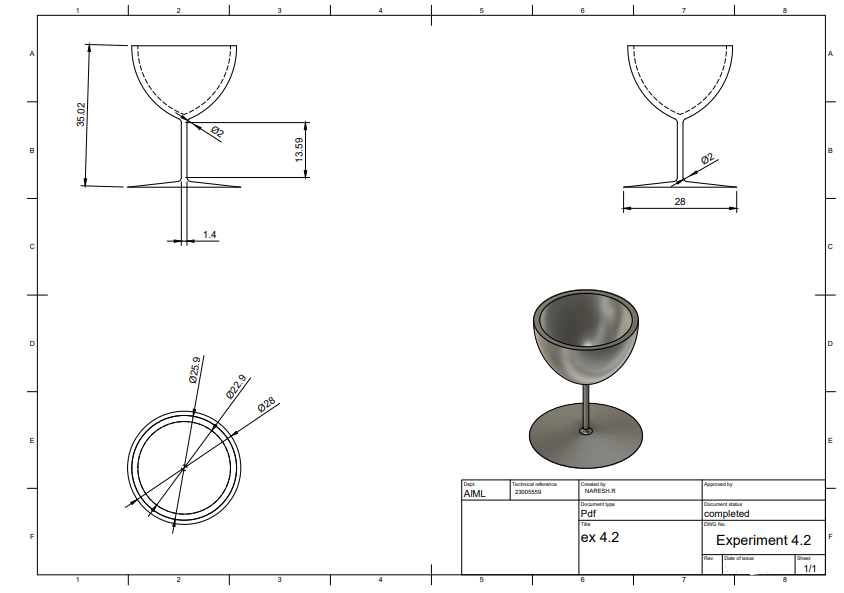 1 2 3 4 5 6 7 8
A A
35.02
Ø2
13.59
B B
Ø2
28
1.4
C C
D D
Ø25.9
Ø22.9
Ø28
E E
Dept.
AIML
Technical reference
23005559
Created by
NARESH.R
Approved by
Document type
Pdf
Document status
completed
Title
ex 4.2
DWG No.
Experiment 4.2
F F
Rev.
Date of issue
Sheet
1/1
1 2 3 4 5 6 7 8